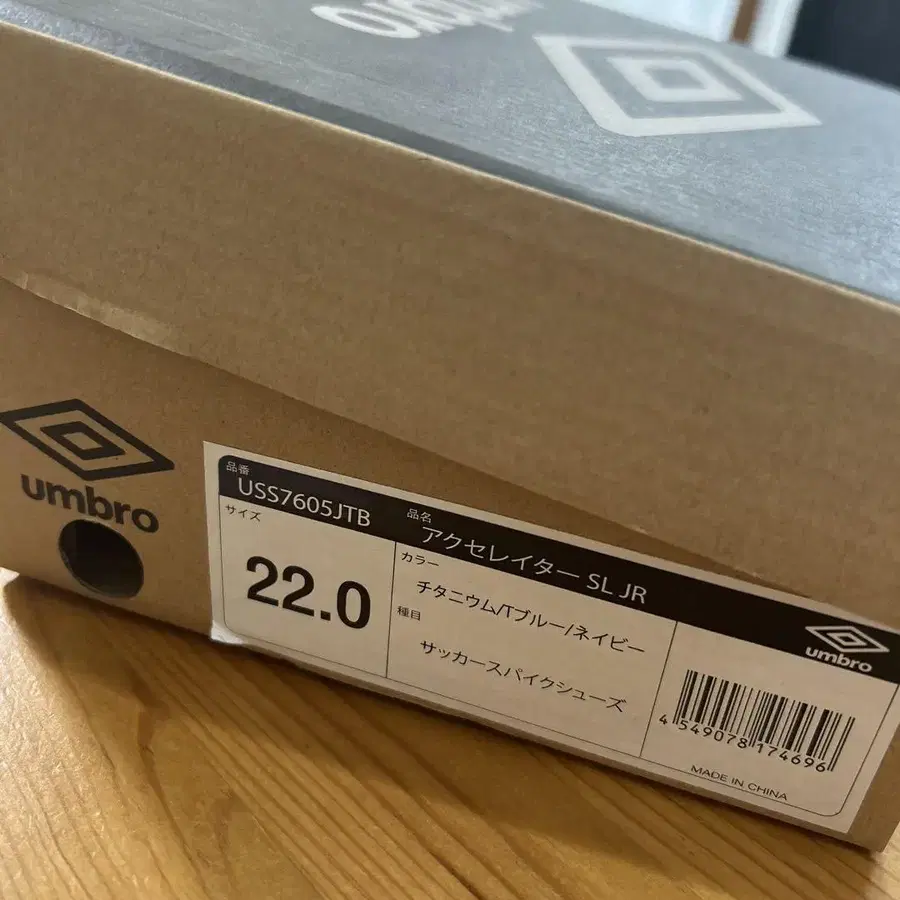 umbro
umbro
品番
USS7605JTB
品名
アクセレイター SL JR
サイズ
22.0
カラー
チタニウム/Tブルー/ネイビー
種目
サッカースパイクシューズ
umbro
4 549078 174696
MADE IN CHINA